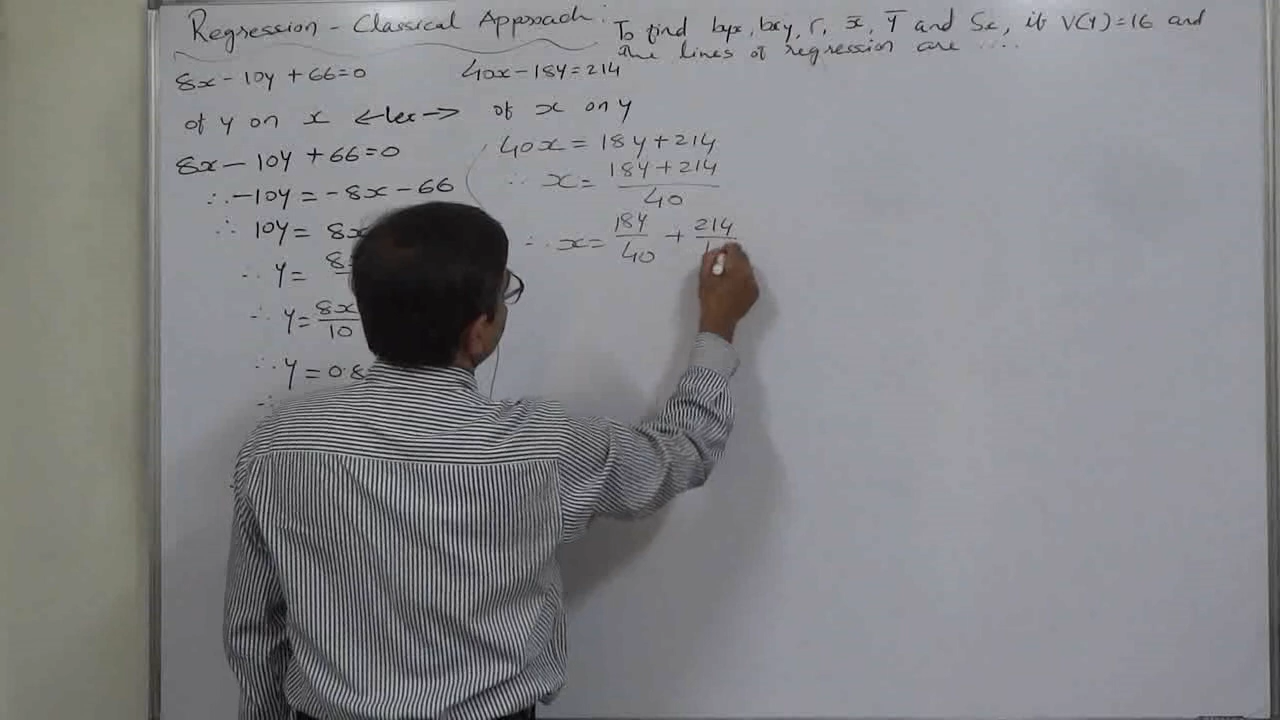 Regression - Classical Approach :
To find byx, bxy, r, x̄, Ȳ and Sx, if V(Y)=16 and
the lines of regression are ....
8x - 10Y + 66 = 0
40x - 18Y = 214
of Y on x ← let → of x on Y
8x - 10Y + 66 = 0
∴ -10Y = -8x - 66
∴ 10Y = 8x
∴ Y =
∴ Y = 8x/10
∴ Y = 0.8
∴
40x = 18Y + 214
∴ x = (18Y + 214)/40
∴ x = 18Y/40 + 214/